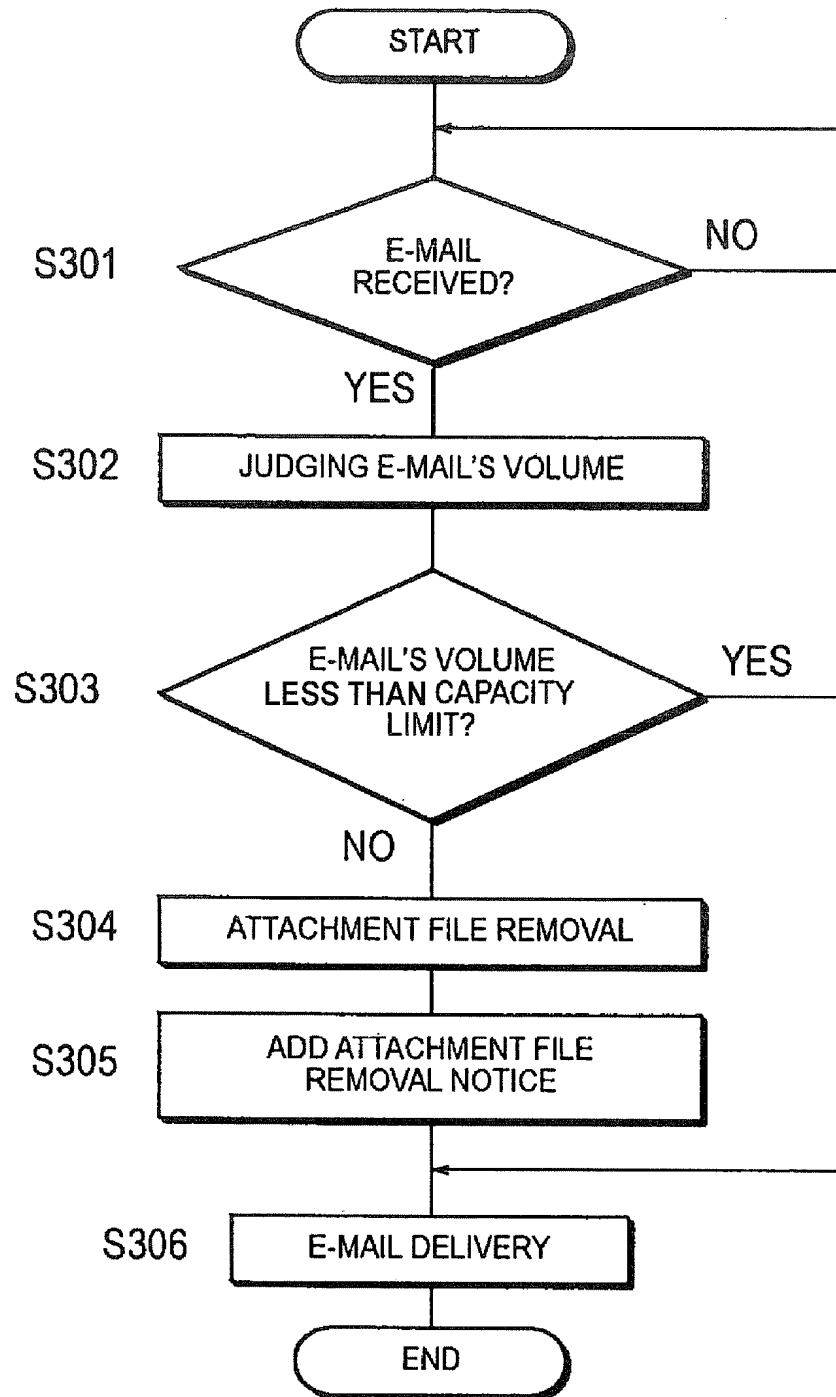 START
S301
E-MAIL
RECEIVED?
NO
YES
S302
JUDGING E-MAIL'S VOLUME
S303
E-MAIL'S VOLUME
LESS THAN CAPACITY
LIMIT?
YES
NO
S304
ATTACHMENT FILE REMOVAL
S305
ADD ATTACHMENT FILE
REMOVAL NOTICE
S306
E-MAIL DELIVERY
END